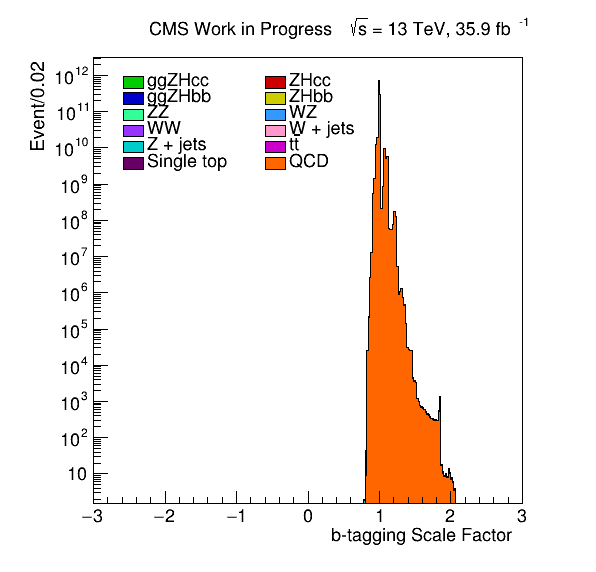 CMS Work in Progress √s = 13 TeV, 35.9 fb⁻¹
Event/0.02
10¹²
10¹¹
10¹⁰
10⁹
10⁸
10⁷
10⁶
10⁵
10⁴
10³
10²
10
ggZHcc ZHcc
ggZHbb ZHbb
ZZ WZ
WW W + jets
Z + jets tt̄
Single top QCD
−3 −2 −1 0 1 2 3
b-tagging Scale Factor